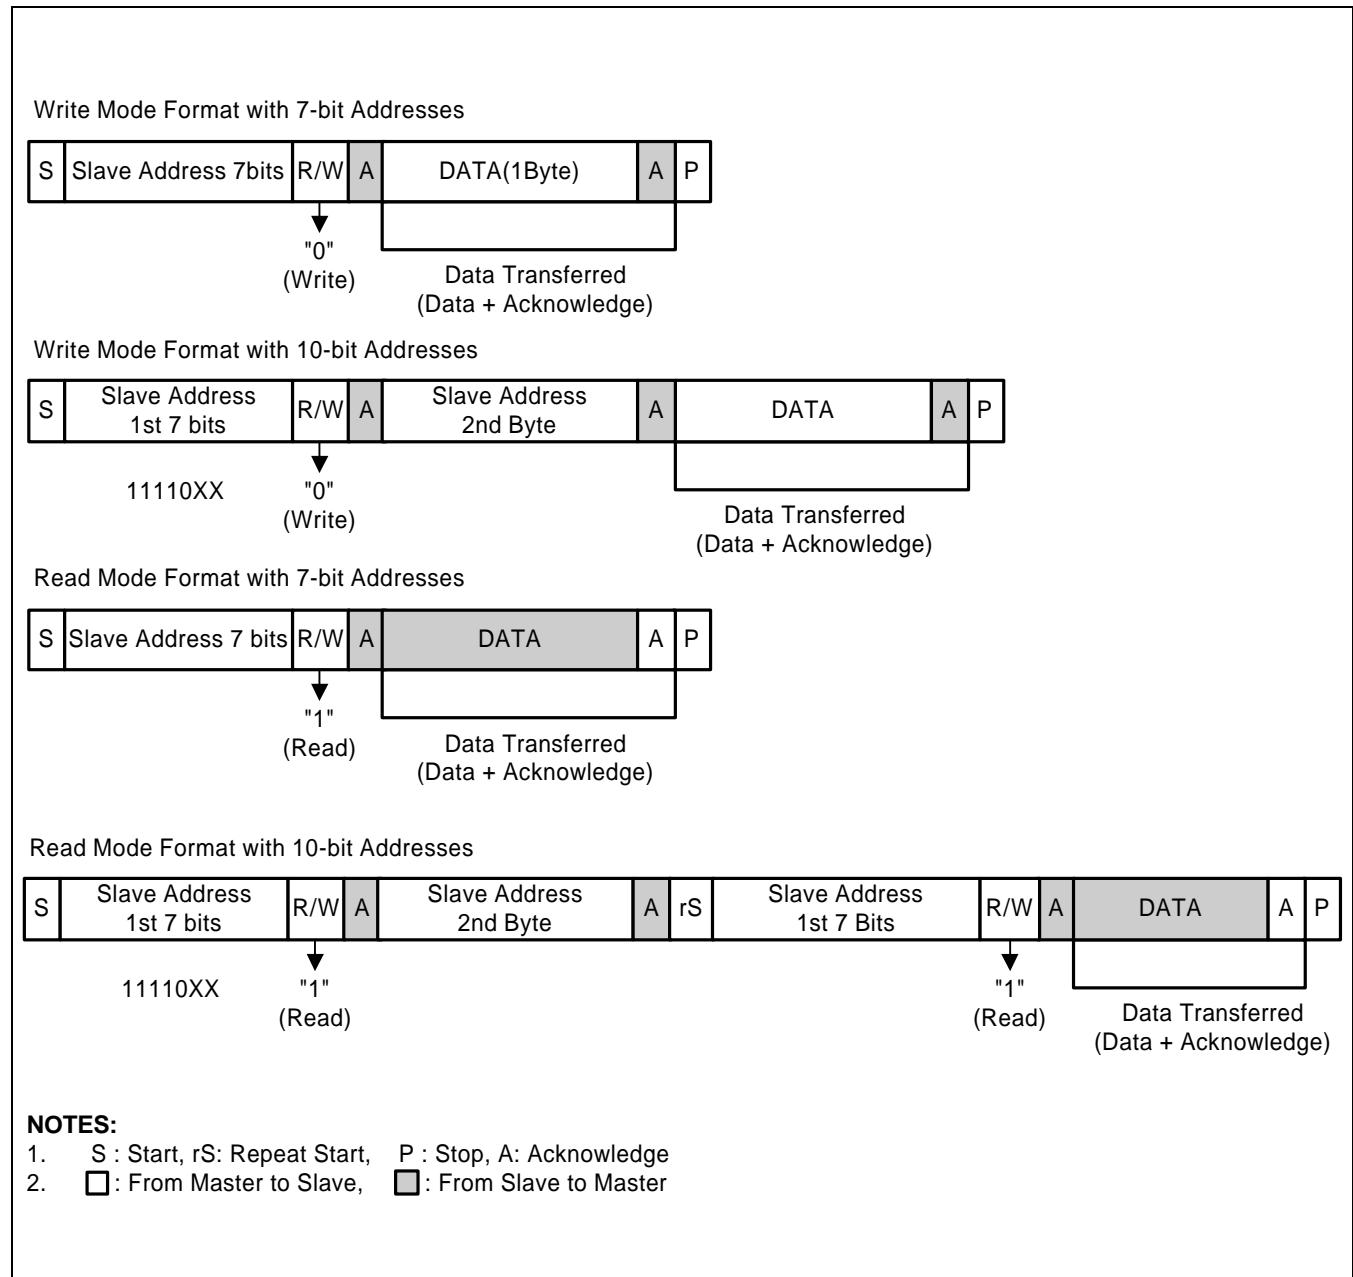 Write Mode Format with 7-bit Addresses
S Slave Address 7bits R/W A DATA(1Byte) A P
"0"
(Write)
Data Transferred
(Data + Acknowledge)
Write Mode Format with 10-bit Addresses
S Slave Address
1st 7 bits R/W A Slave Address
2nd Byte A DATA A P
11110XX "0"
(Write)
Data Transferred
(Data + Acknowledge)
Read Mode Format with 7-bit Addresses
S Slave Address 7 bits R/W A DATA A P
"1"
(Read)
Data Transferred
(Data + Acknowledge)
Read Mode Format with 10-bit Addresses
S Slave Address
1st 7 bits R/W A Slave Address
2nd Byte A rS Slave Address
1st 7 Bits R/W A DATA A P
11110XX "1"
(Read)
"1"
(Read)
Data Transferred
(Data + Acknowledge)
NOTES:
1. S : Start, rS: Repeat Start, P : Stop, A: Acknowledge
2. : From Master to Slave, : From Slave to Master